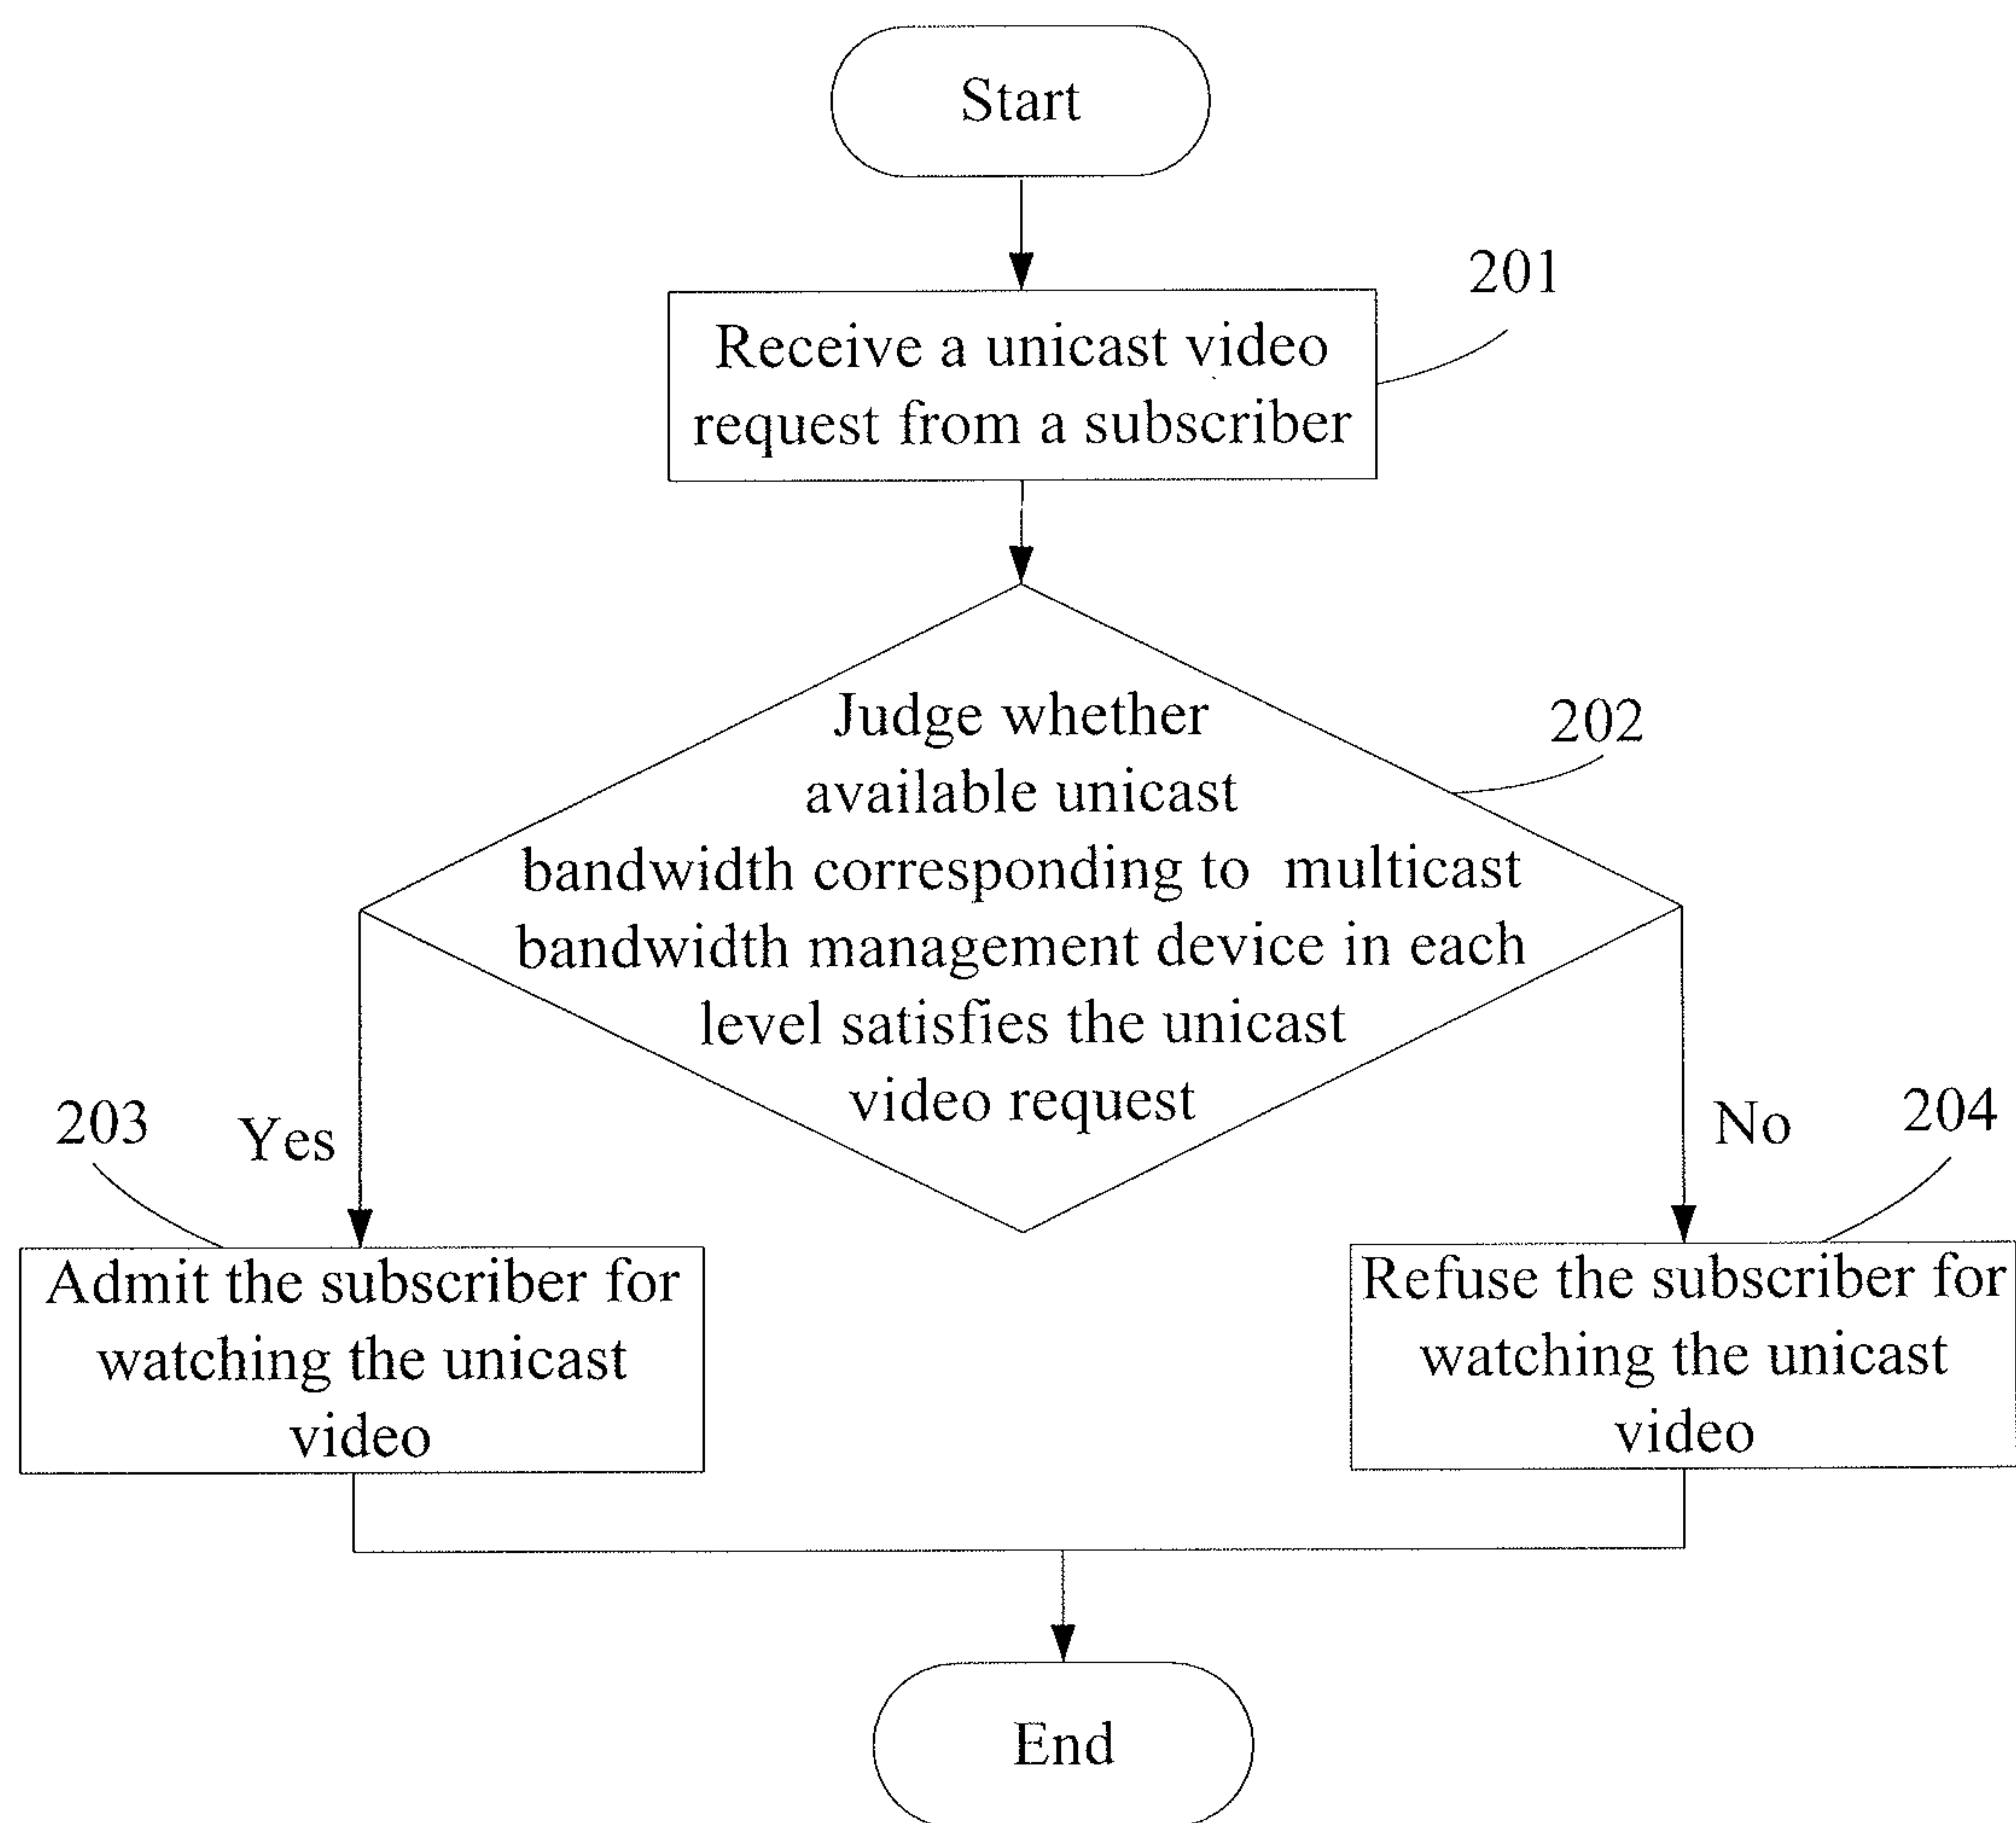 Start
201
Receive a unicast video
request from a subscriber
202
Judge whether
available unicast
bandwidth corresponding to multicast
bandwidth management device in each
level satisfies the unicast
video request
203
Yes
No
204
Admit the subscriber for
watching the unicast
video
Refuse the subscriber for
watching the unicast
video
End